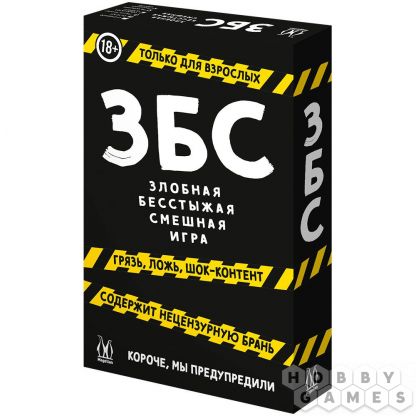 18+
ТОЛЬКО ДЛЯ ВЗРОСЛЫХ
ЗБС
ЗЛОБНАЯ
БЕССТЫЖАЯ
СМЕШНАЯ
ИГРА
ГРЯЗЬ, ЛОЖЬ, ШОК-КОНТЕНТ
СОДЕРЖИТ НЕЦЕНЗУРНУЮ БРАНЬ
КОРОЧЕ, МЫ ПРЕДУПРЕДИЛИ
Magellan
ЗБС
HOBBY
GAMES